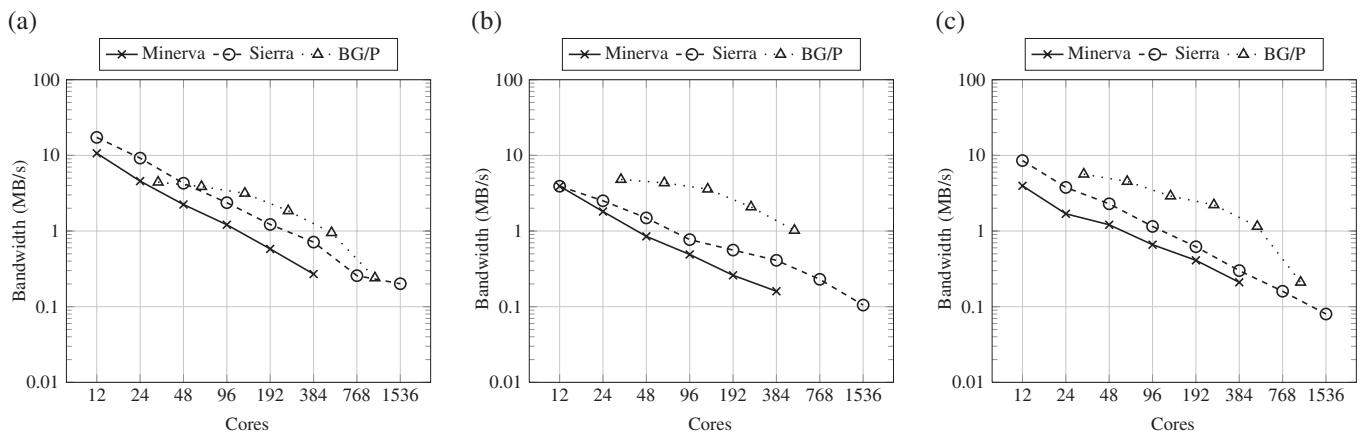 (a)
Minerva Sierra BG/P
100
10
1
0.1
0.01
Bandwidth (MB/s)
12 24 48 96 192 384 768 1536
Cores
(b)
Minerva Sierra BG/P
100
10
1
0.1
0.01
Bandwidth (MB/s)
12 24 48 96 192 384 768 1536
Cores
(c)
Minerva Sierra BG/P
100
10
1
0.1
0.01
Bandwidth (MB/s)
12 24 48 96 192 384 768 1536
Cores